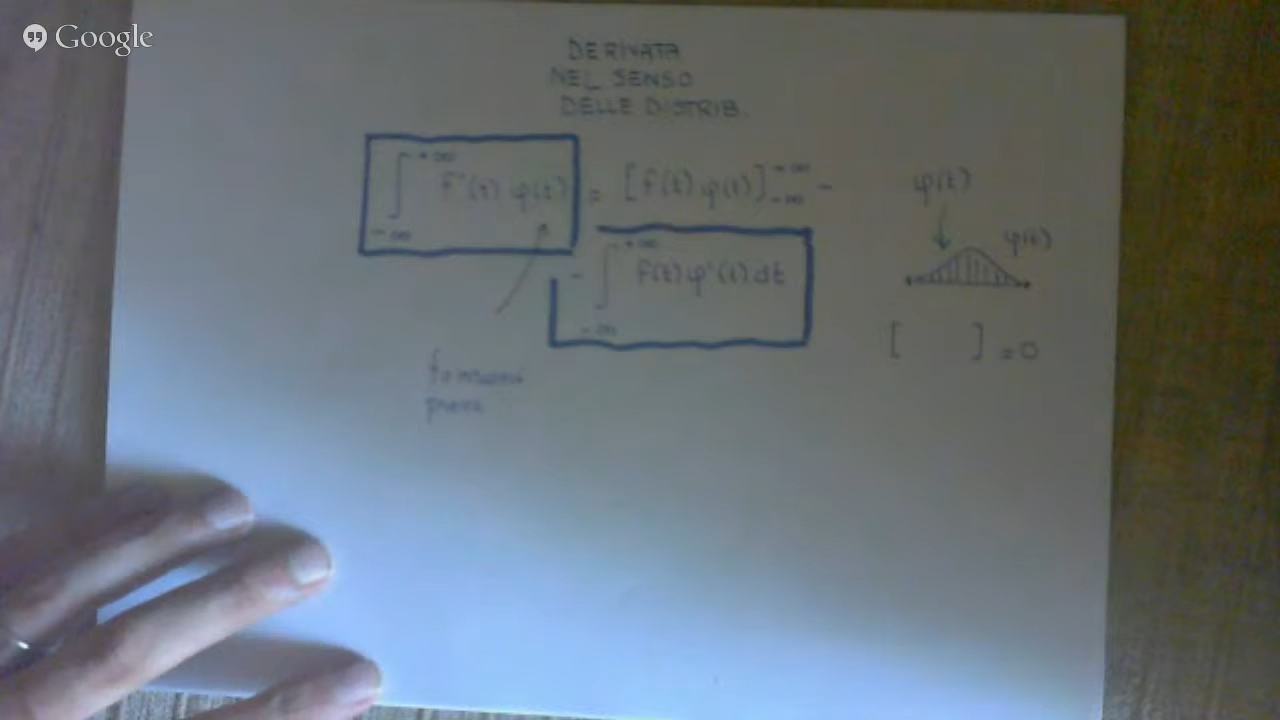 Google
DERIVATA
NEL SENSO
DELLE DISTRIB.
∫ +∞ -∞ f'(t) φ(t) = [f(t) φ(t)] +∞ -∞ -
- ∫ +∞ -∞ f(t) φ'(t) dt
φ(t)
φ(t)
[ ] = 0